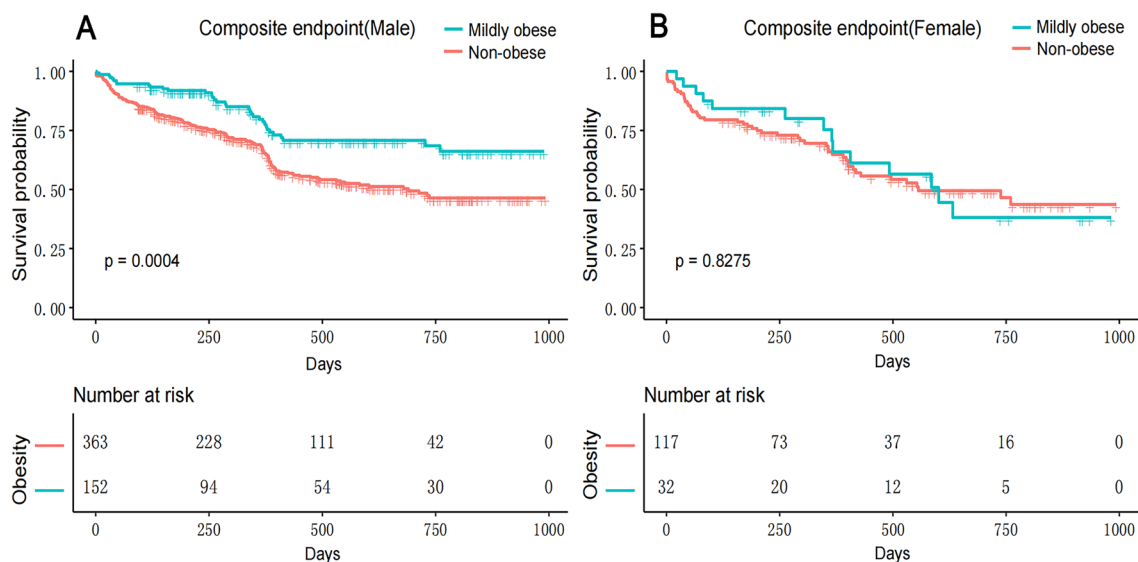 A
Composite endpoint(Male)
Mildly obese
Non-obese
Survival probability
1.00
0.75
0.50
0.25
0.00
p = 0.0004
0 250 500 750 1000
Days
Number at risk
Obesity
363 228 111 42 0
152 94 54 30 0
0 250 500 750 1000
Days
B
Composite endpoint(Female)
Mildly obese
Non-obese
Survival probability
1.00
0.75
0.50
0.25
0.00
p = 0.8275
0 250 500 750 1000
Days
Number at risk
Obesity
117 73 37 16 0
32 20 12 5 0
0 250 500 750 1000
Days